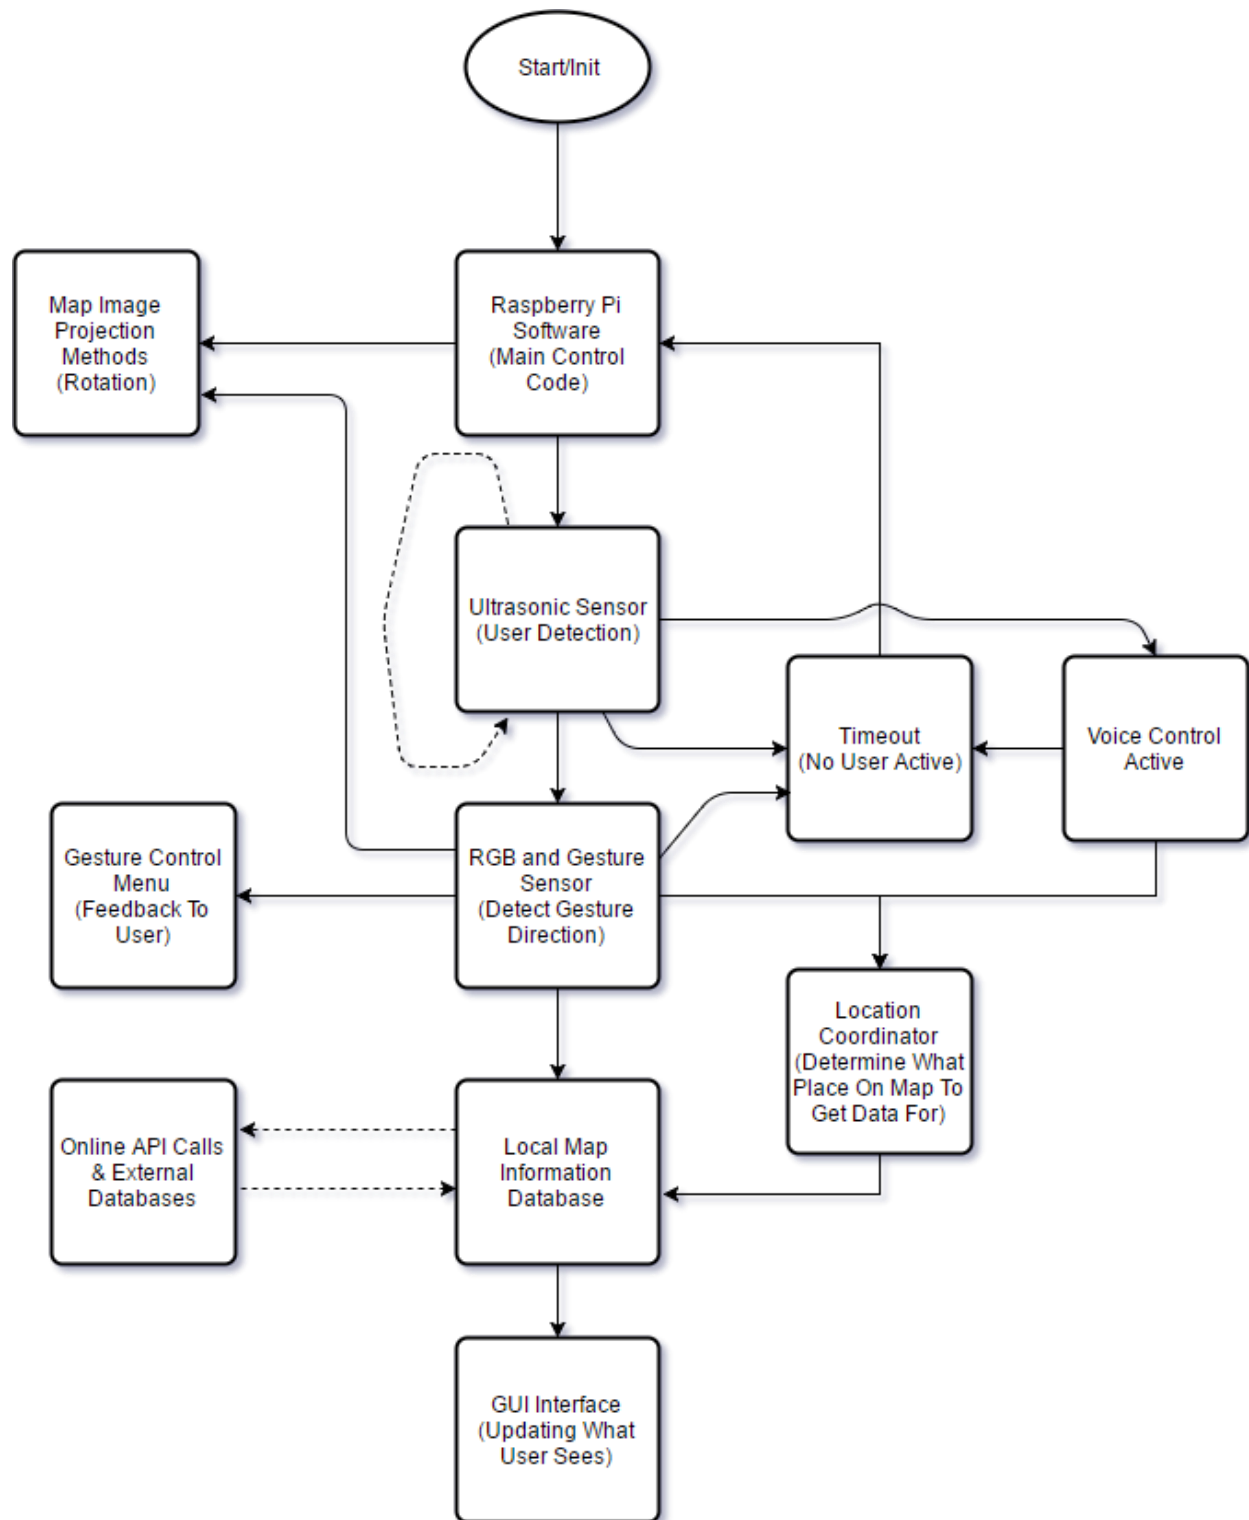 Start/Init
Map Image
Projection
Methods
(Rotation)
Raspberry Pi
Software
(Main Control
Code)
Ultrasonic Sensor
(User Detection)
Timeout
(No User Active)
Voice Control
Active
Gesture Control
Menu
(Feedback To
User)
RGB and Gesture
Sensor
(Detect Gesture
Direction)
Location
Coordinator
(Determine What
Place On Map To
Get Data For)
Online API Calls
& External
Databases
Local Map
Information
Database
GUI Interface
(Updating What
User Sees)